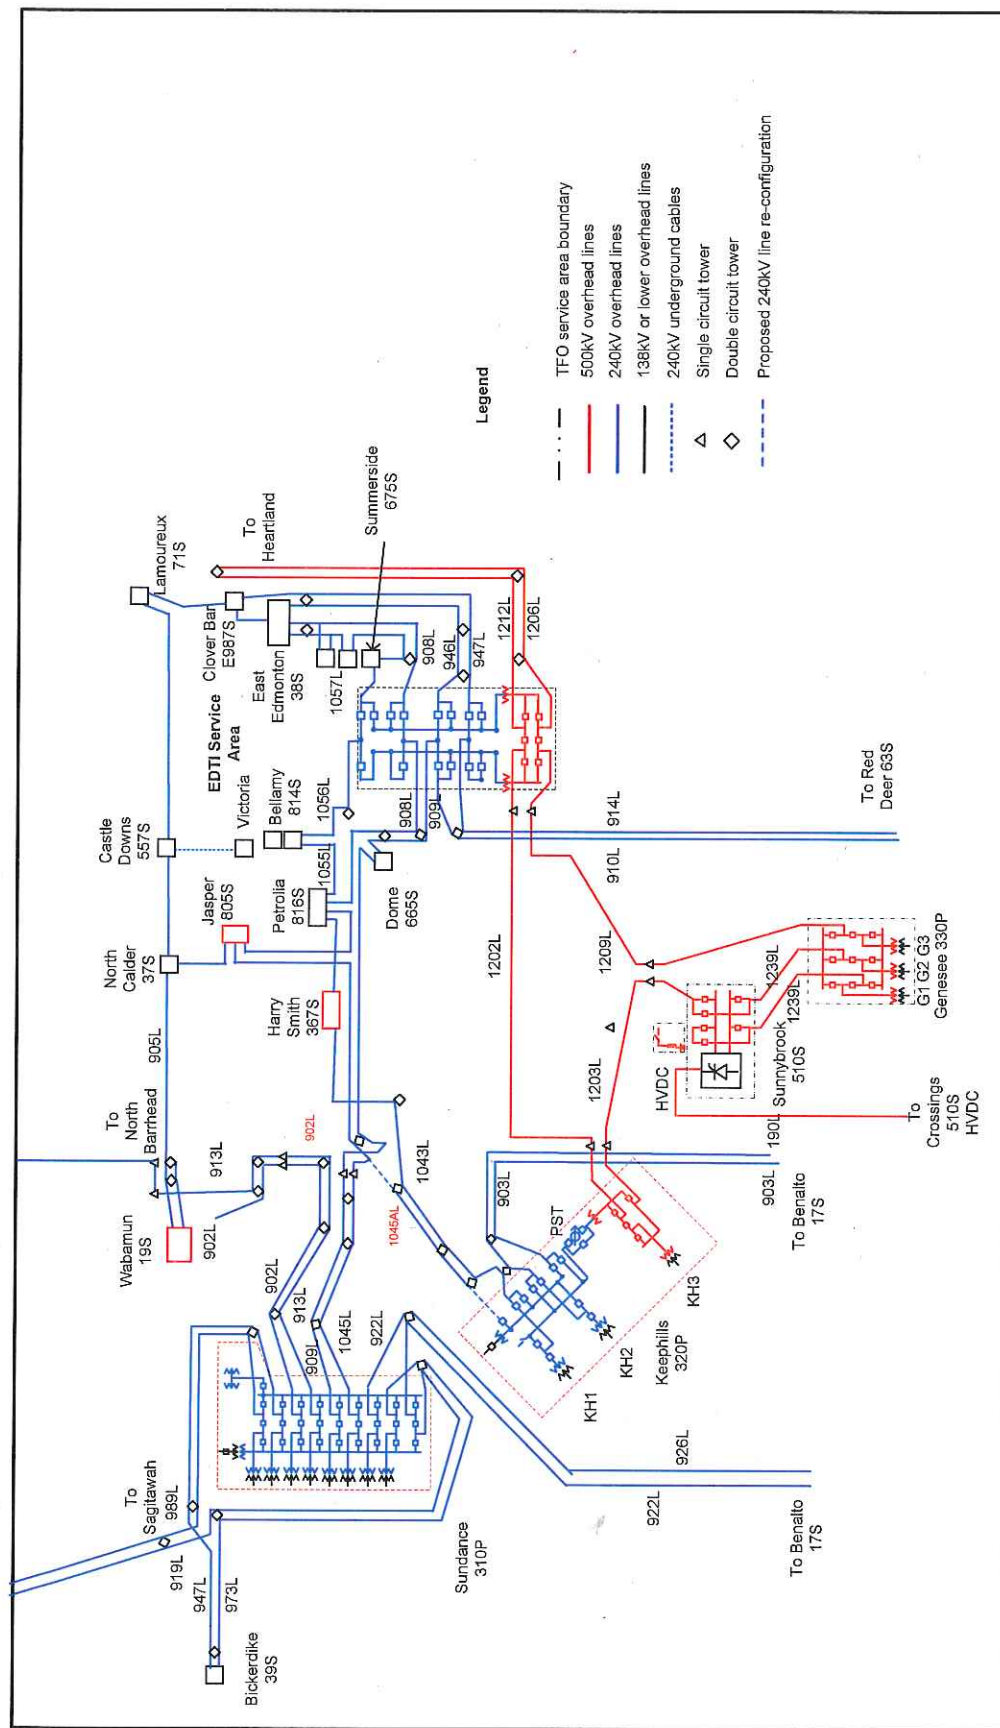 To
Sagitawah
919L
989L
947L
973L
Bickerdike
39S
Sundance
310P
Wabamun
19S
To
North
Barrhead
902L
913L
905L
902L
902L
913L
909L
1045L
922L
1045AL
1043L
922L
926L
To Benalto
17S
KH1
KH2
Keephills
320P
KH3
PST
903L
903L
190L
To Benalto
17S
North
Calder
37S
Castle
Downs
557S
Lamoureux
71S
Jasper
805S
Victoria
EDTI Service
Area
Clover Bar
E987S
To
Heartland
Harry
Smith
367S
Petrolia
816S
Bellamy
814S
1055L
1056L
East
Edmonton
38S
1057L
Summerside
675S
Dome
665S
908L
909L
908L
946L
947L
1212L
1206L
1202L
1203L
1209L
910L
914L
To Red
Deer 63S
HVDC
Sunnybrook
510S
1239L
1239L
G1 G2 G3
Genesee 330P
To
Crossings
510S
HVDC
Legend
TFO service area boundary
500kV overhead lines
240kV overhead lines
138kV or lower overhead lines
240kV underground cables
Single circuit tower
Double circuit tower
Proposed 240kV line re-configuration